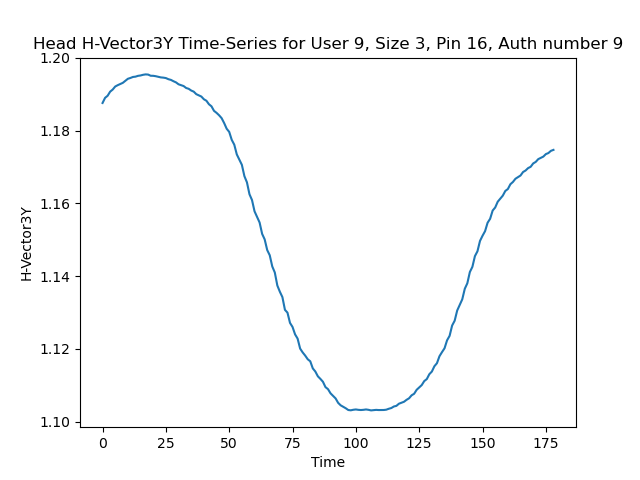 Head H-Vector3Y Time-Series for User 9, Size 3, Pin 16, Auth number 9
1.20
1.18
1.16
1.14
1.12
1.10
H-Vector3Y
0 25 50 75 100 125 150 175
Time